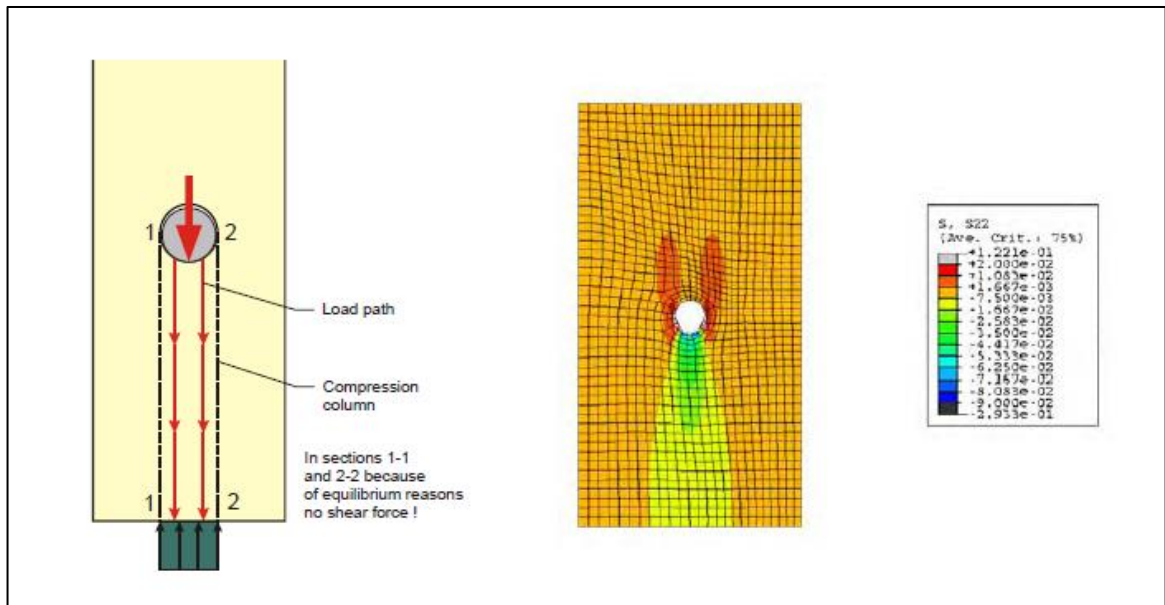 1
2
Load path
Compression
column
In sections 1-1
and 2-2 because
of equilibrium reasons
no shear force !
1
2
S, S22
(Ave. Crit.: 75%)
+1.221e-01
+2.000e-02
+1.083e-02
+1.667e-03
-7.500e-03
-1.667e-02
-2.583e-02
-3.500e-02
-4.417e-02
-5.333e-02
-6.250e-02
-7.167e-02
-8.083e-02
-9.000e-02
-2.933e-01